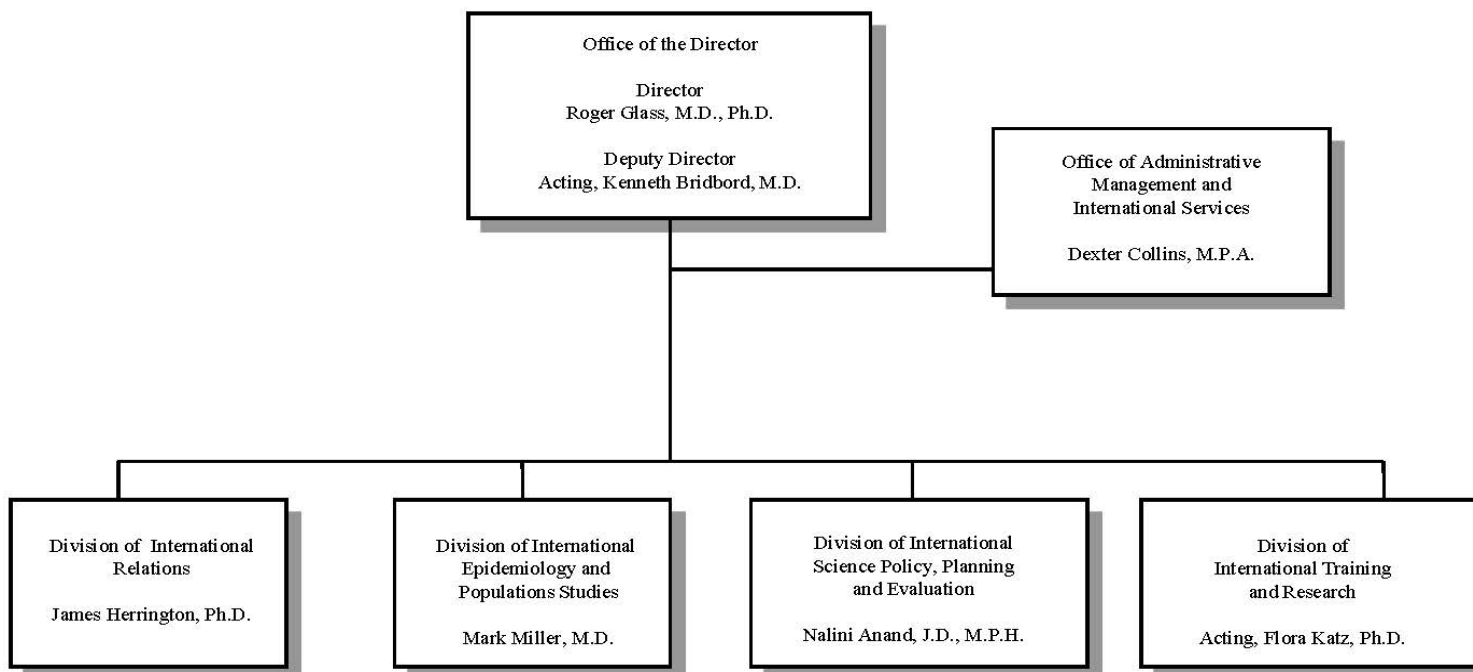 Office of the Director
Director
Roger Glass, M.D., Ph.D.
Deputy Director
Acting, Kenneth Bridbord, M.D.
Office of Administrative
Management and
International Services
Dexter Collins, M.P.A.
Division of International
Relations
James Herrington, Ph.D.
Division of International
Epidemiology and
Populations Studies
Mark Miller, M.D.
Division of International
Science Policy, Planning
and Evaluation
Nalini Anand, J.D., M.P.H.
Division of
International Training
and Research
Acting, Flora Katz, Ph.D.